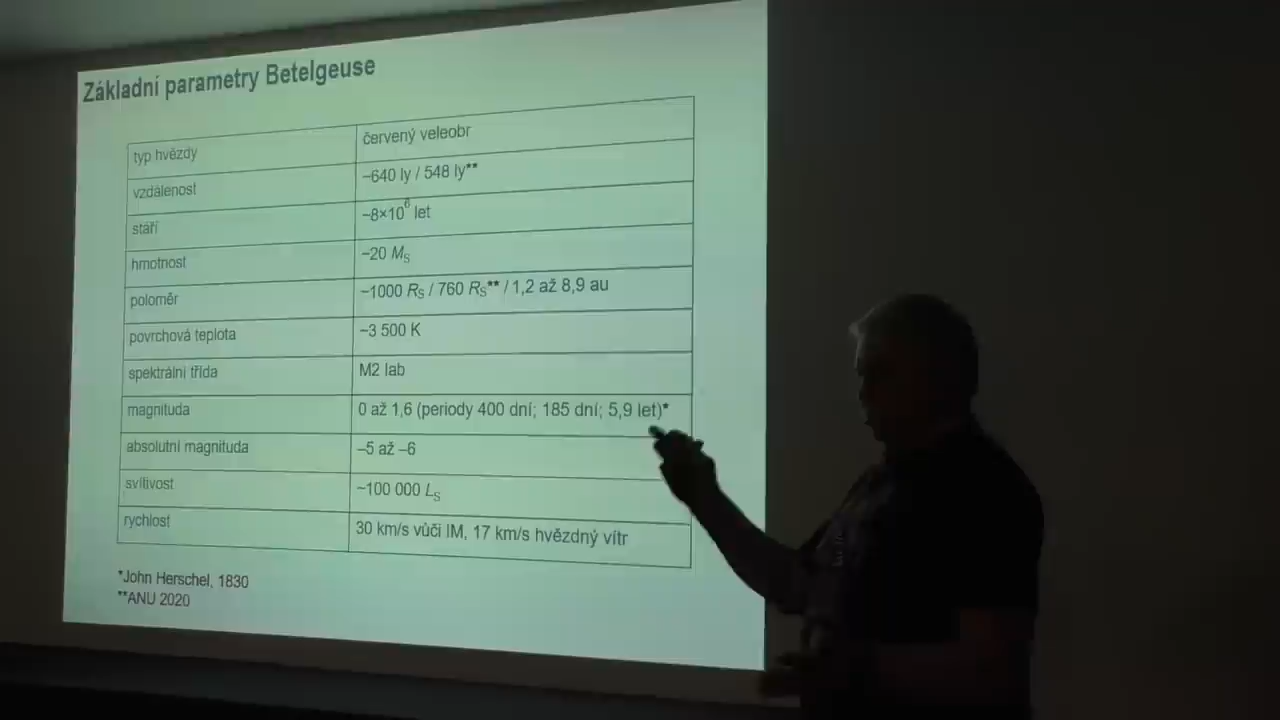 Základní parametry Betelgeuse
typ hvězdy červený veleobr
vzdálenost ~640 ly / 548 ly**
stáří ~8×10⁶ let
hmotnost ~20 M_S
poloměr ~1000 R_S / 760 R_S** / 1,2 až 8,9 au
povrchová teplota ~3 500 K
spektrální třída M2 Iab
magnituda 0 až 1,6 (periody 400 dní; 185 dní; 5,9 let)*
absolutní magnituda –5 až –6
svítivost ~100 000 L_S
rychlost 30 km/s vůči IM, 17 km/s hvězdný vítr
*John Herschel, 1830
**ANU 2020